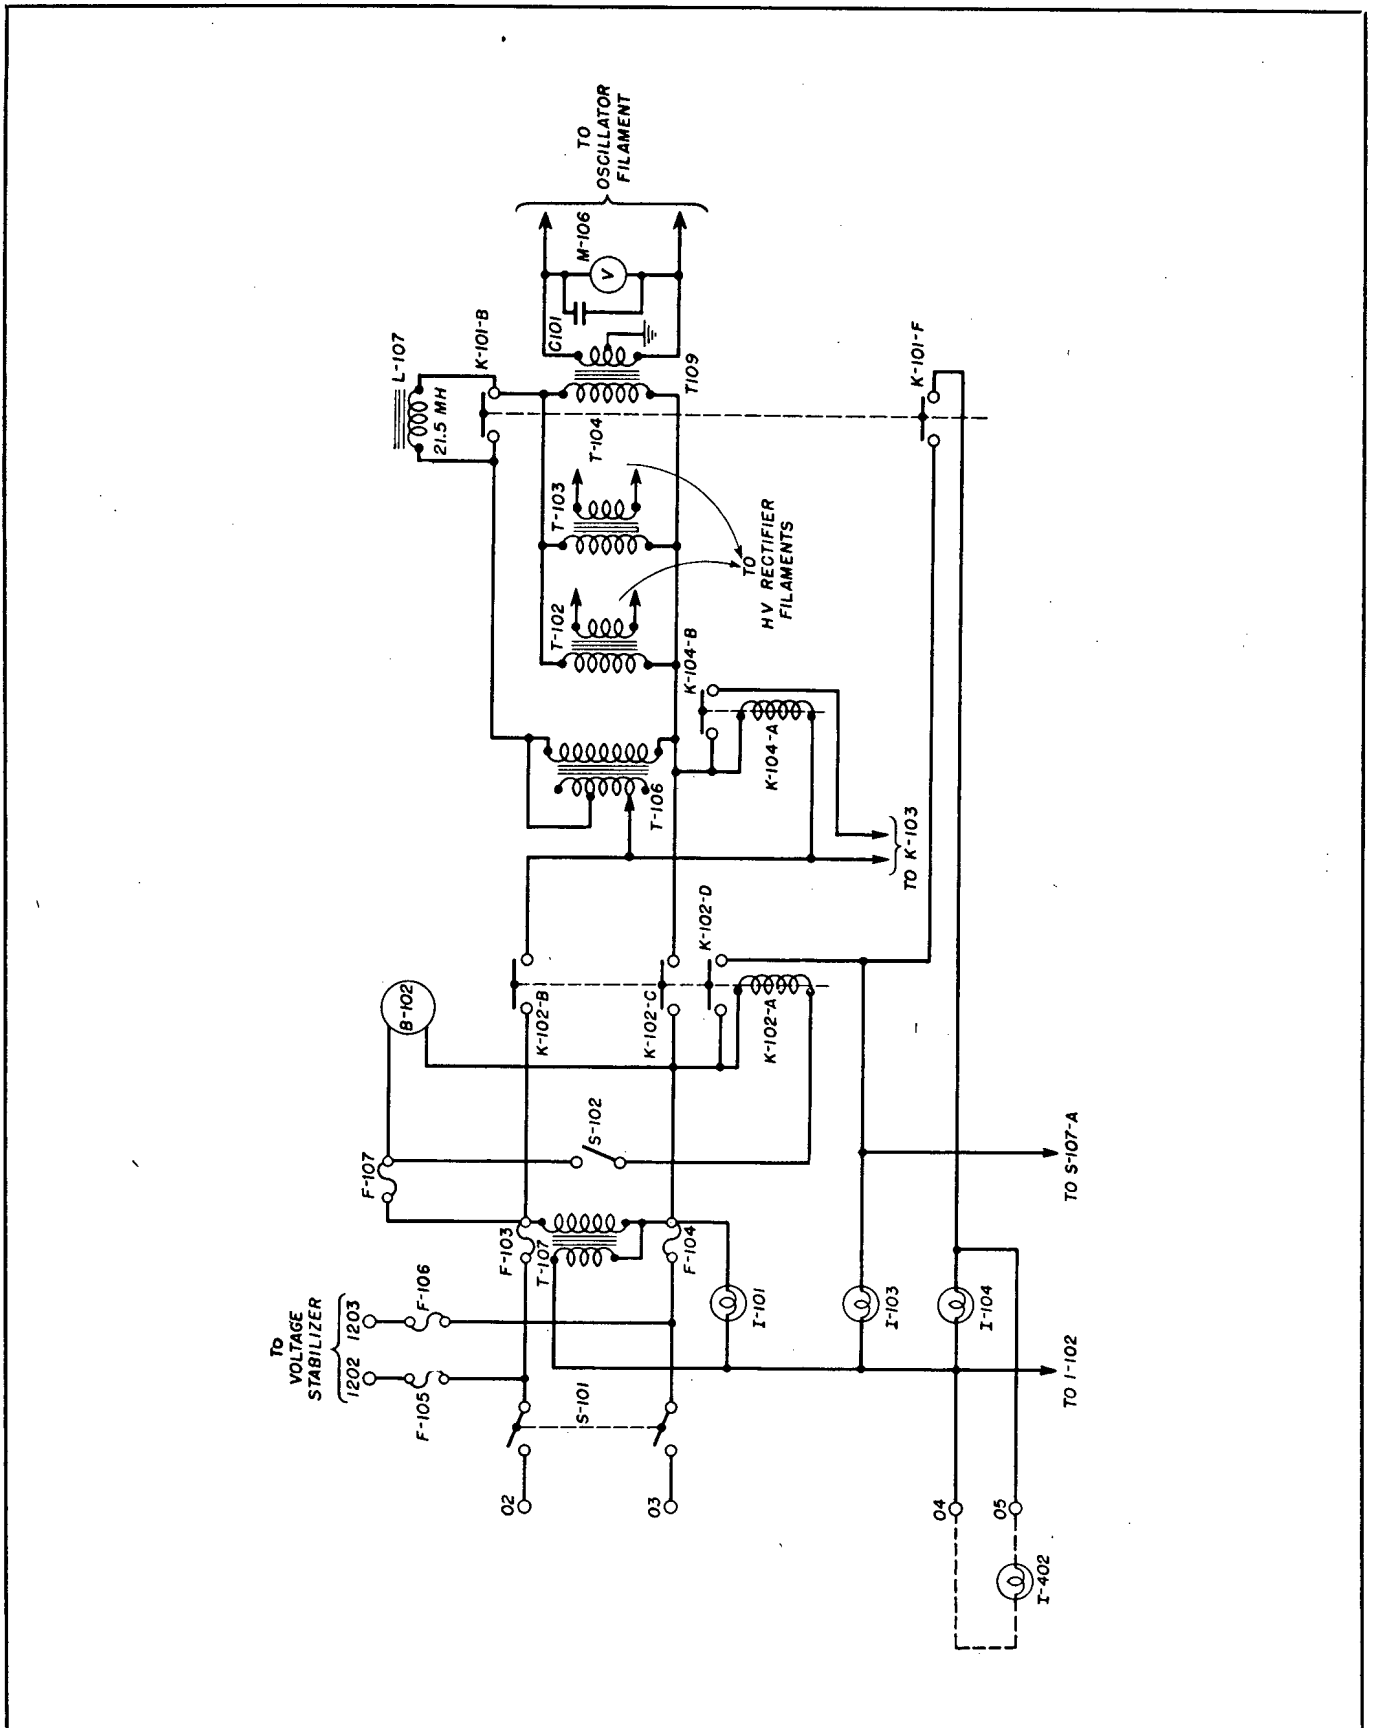 TO
OSCILLATOR
FILAMENT
M-106
V
C101
T109
L-107
21.5 MH
K-101-B
K-101-F
T-104
T-103
T-102
TO
HV RECTIFIER
FILAMENTS
K-104-B
K-104-A
T-106
TO K-103
K-102-D
B-102
K-102-B
K-102-C
K-102-A
S-102
F-107
TO S-107-A
F-103
T-107
F-104
I-101
I-103
I-104
TO
VOLTAGE
STABILIZER
1202 1203
F-106
F-105
S-101
TO I-102
02
03
04
05
I-402